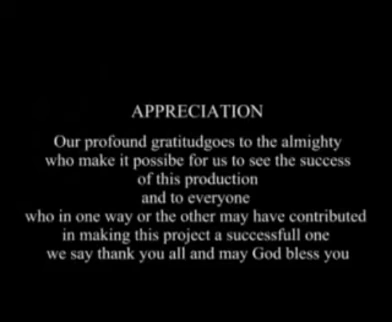 APPRECIATION
Our profound gratitudgoes to the almighty
who make it possibe for us to see the success
of this production
and to everyone
who in one way or the other may have contributed
in making this project a successfull one
we say thank you all and may God bless you